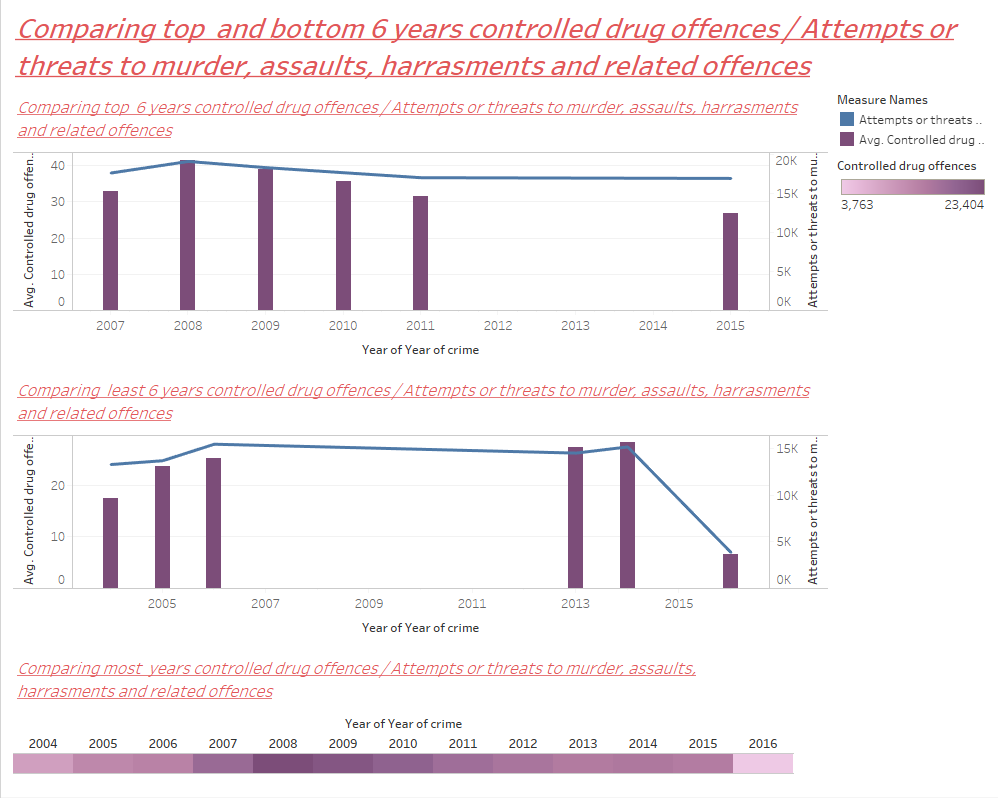 Comparing top  and bottom 6 years controlled drug offences / Attempts or
threats to murder, assaults, harrasments and related offences
Comparing top  6 years controlled drug offences / Attempts or threats to murder, assaults, harrasments
and related offences
Measure Names
Attempts or threats ..
Avg. Controlled drug ..
Controlled drug offences
3,763 23,404
Avg. Controlled drug offen..
40
30
20
10
0
20K
15K
10K
5K
0K
Attempts or threats to mu..
2007 2008 2009 2010 2011 2012 2013 2014 2015
Year of Year of crime
Comparing  least 6 years controlled drug offences / Attempts or threats to murder, assaults, harrasments
and related offences
Avg. Controlled drug offe..
20
10
0
15K
10K
5K
0K
Attempts or threats to m..
2005 2007 2009 2011 2013 2015
Year of Year of crime
Comparing most  years controlled drug offences / Attempts or threats to murder, assaults,
harrasments and related offences
Year of Year of crime
2004 2005 2006 2007 2008 2009 2010 2011 2012 2013 2014 2015 2016